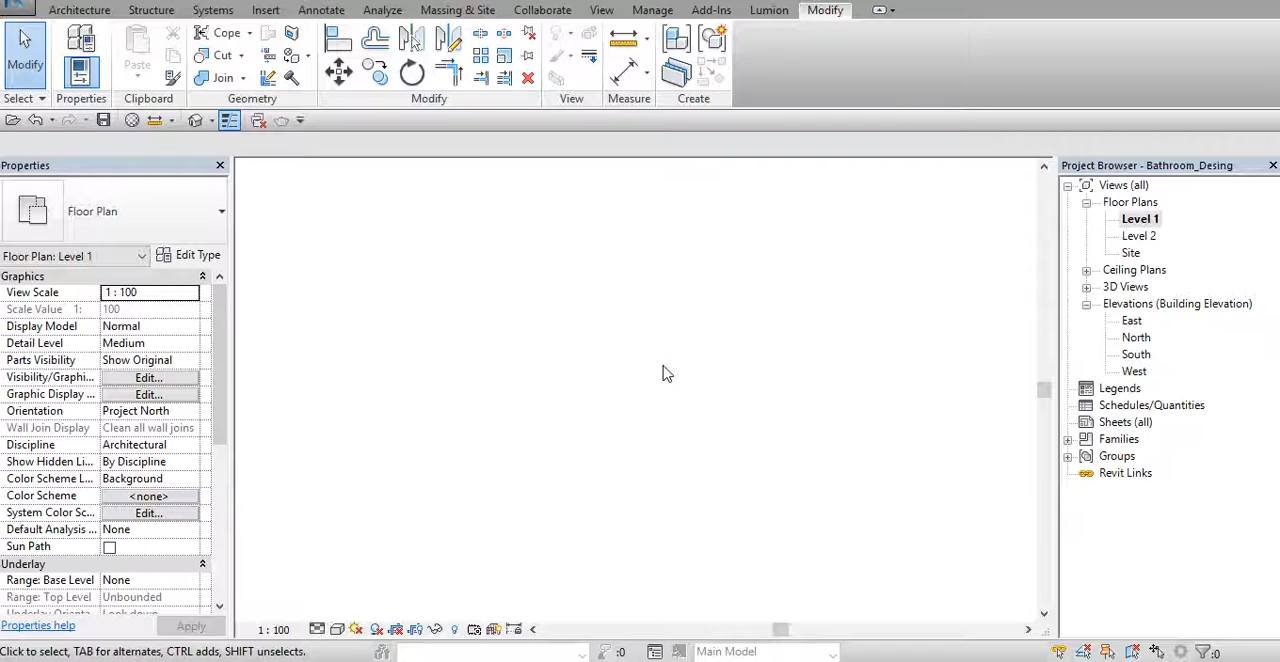 Architecture Structure Systems Insert Annotate Analyze Massing & Site Collaborate View Manage Add-Ins Lumion Modify
Modify
Paste
Cope
Cut
Join
Select Properties Clipboard Geometry Modify View Measure Create
Properties
Floor Plan
Floor Plan: Level 1 Edit Type
Graphics
View Scale 1 : 100
Scale Value 1: 100
Display Model Normal
Detail Level Medium
Parts Visibility Show Original
Visibility/Graphi... Edit...
Graphic Display ... Edit...
Orientation Project North
Wall Join Display Clean all wall joins
Discipline Architectural
Show Hidden Li... By Discipline
Color Scheme L... Background
Color Scheme <none>
System Color Sc... Edit...
Default Analysis ... None
Sun Path
Underlay
Range: Base Level None
Range: Top Level Unbounded
Properties help Apply
1 : 100
Project Browser - Bathroom_Desing
Views (all)
Floor Plans
Level 1
Level 2
Site
Ceiling Plans
3D Views
Elevations (Building Elevation)
East
North
South
West
Legends
Schedules/Quantities
Sheets (all)
Families
Groups
Revit Links
Click to select, TAB for alternates, CTRL adds, SHIFT unselects. :0 Main Model :0